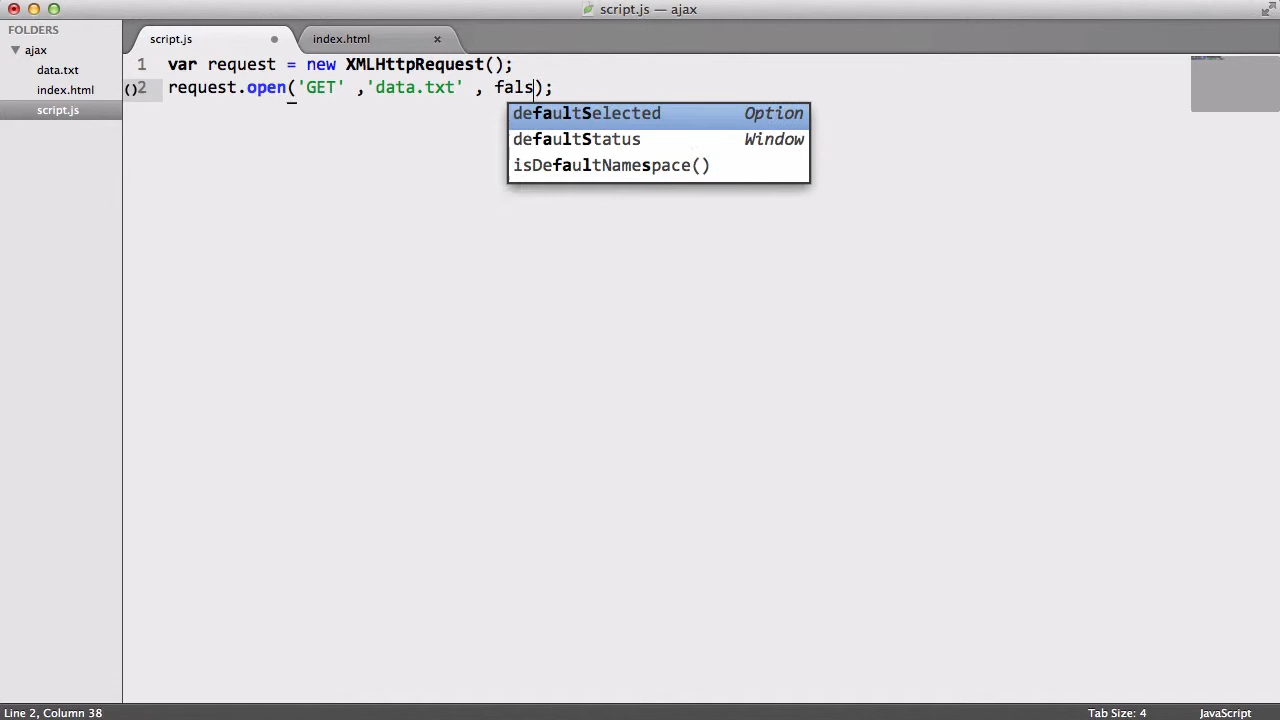 script.js — ajax
FOLDERS
ajax
data.txt
index.html
script.js
script.js
index.html
1 var request = new XMLHttpRequest();
()2 request.open('GET' ,'data.txt' , fals);
defaultSelected Option
defaultStatus Window
isDefaultNamespace()
Line 2, Column 38
Tab Size: 4
JavaScript